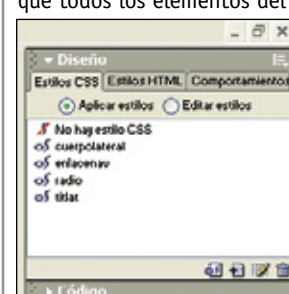 que todos los elementos del
Diseño
Estilos CSS Estilos HTML Comportamientos
Aplicar estilos Editar estilos
No hay estilo CSS
cuerpolateral
enlacenav
radio
titlat
Código